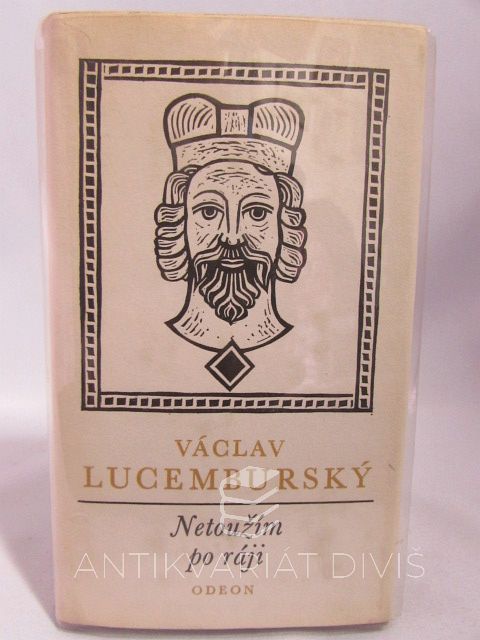 VÁCLAV
LUCEMBURSKÝ
Netoužím
po ráji
ANTIKVARIÁT DIVIŠ
ODEON